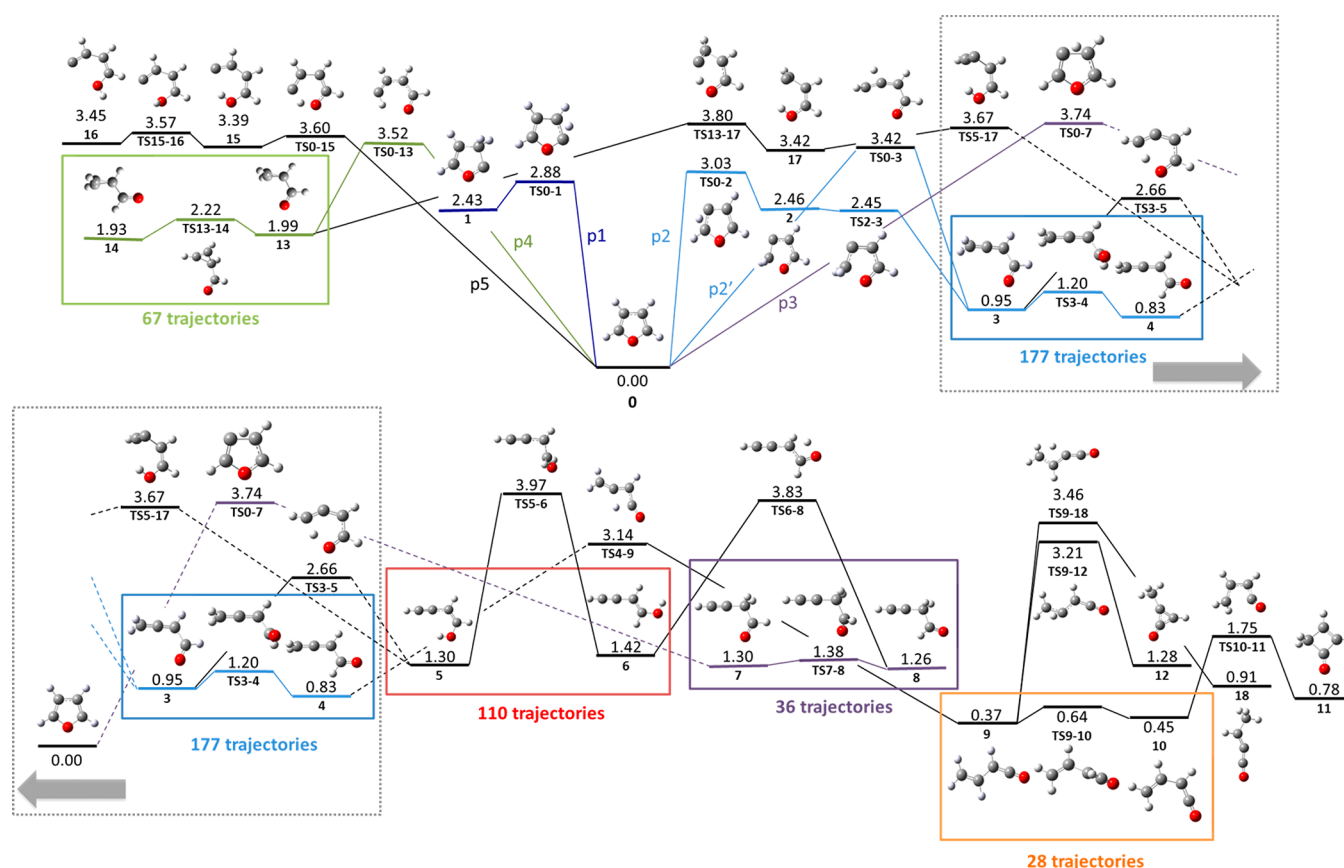 3.45
16
3.57
TS15-16
3.39
15
3.60
TS0-15
3.52
TS0-13
2.43
1
2.88
TS0-1
3.80
TS13-17
3.42
17
3.42
TS0-3
3.67
TS5-17
3.74
TS0-7
3.03
TS0-2
2.46
2
2.45
TS2-3
2.66
TS3-5
1.93
14
2.22
TS13-14
1.99
13
p5
p4
p1
p2
p2’
p3
0.95
3
1.20
TS3-4
0.83
4
67 trajectories
177 trajectories
0.00
0
3.67
TS5-17
3.74
TS0-7
2.66
TS3-5
3.97
TS5-6
3.14
TS4-9
3.83
TS6-8
3.46
TS9-18
3.21
TS9-12
0.00
0.95
3
1.20
TS3-4
0.83
4
1.30
5
1.42
6
1.30
7
1.38
TS7-8
1.26
8
1.75
TS10-11
1.28
12
0.91
18
0.78
11
177 trajectories
110 trajectories
36 trajectories
0.37
9
0.64
TS9-10
0.45
10
28 trajectories